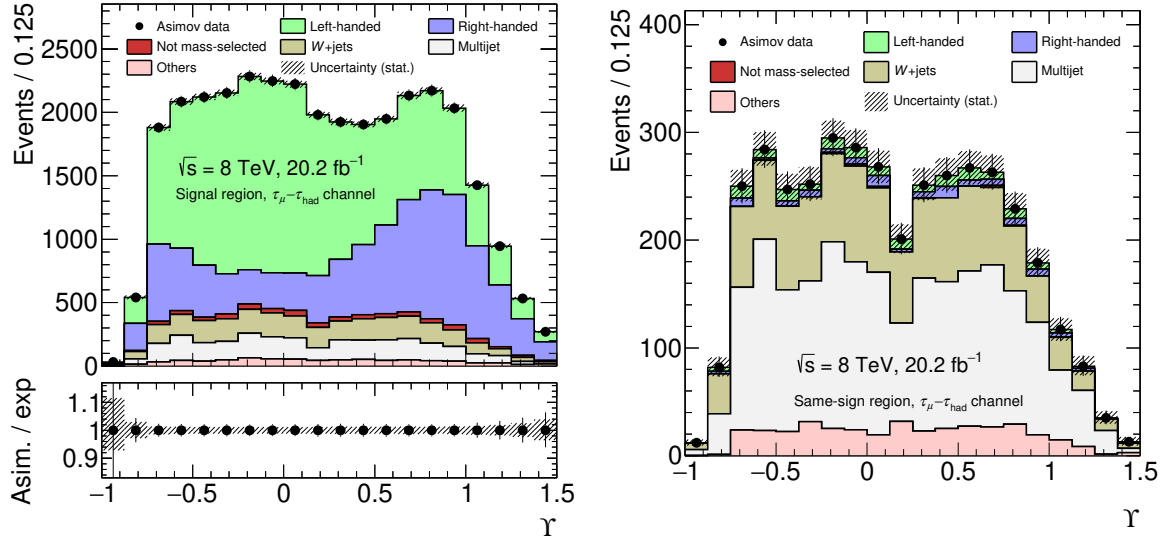 Events / 0.125
2500
2000
1500
1000
500
0
Asimov data
Left-handed
Right-handed
Not mass-selected
W+jets
Multijet
Others
Uncertainty (stat.)
√s = 8 TeV, 20.2 fb⁻¹
Signal region, τμ−τhad channel
Asim. / exp
1.1
1
0.9
−1
−0.5
0
0.5
1
1.5
ϒ
Events / 0.125
400
300
200
100
0
Asimov data
Left-handed
Right-handed
Not mass-selected
W+jets
Multijet
Others
Uncertainty (stat.)
√s = 8 TeV, 20.2 fb⁻¹
Same-sign region, τμ−τhad channel
−1
−0.5
0
0.5
1
1.5
ϒ